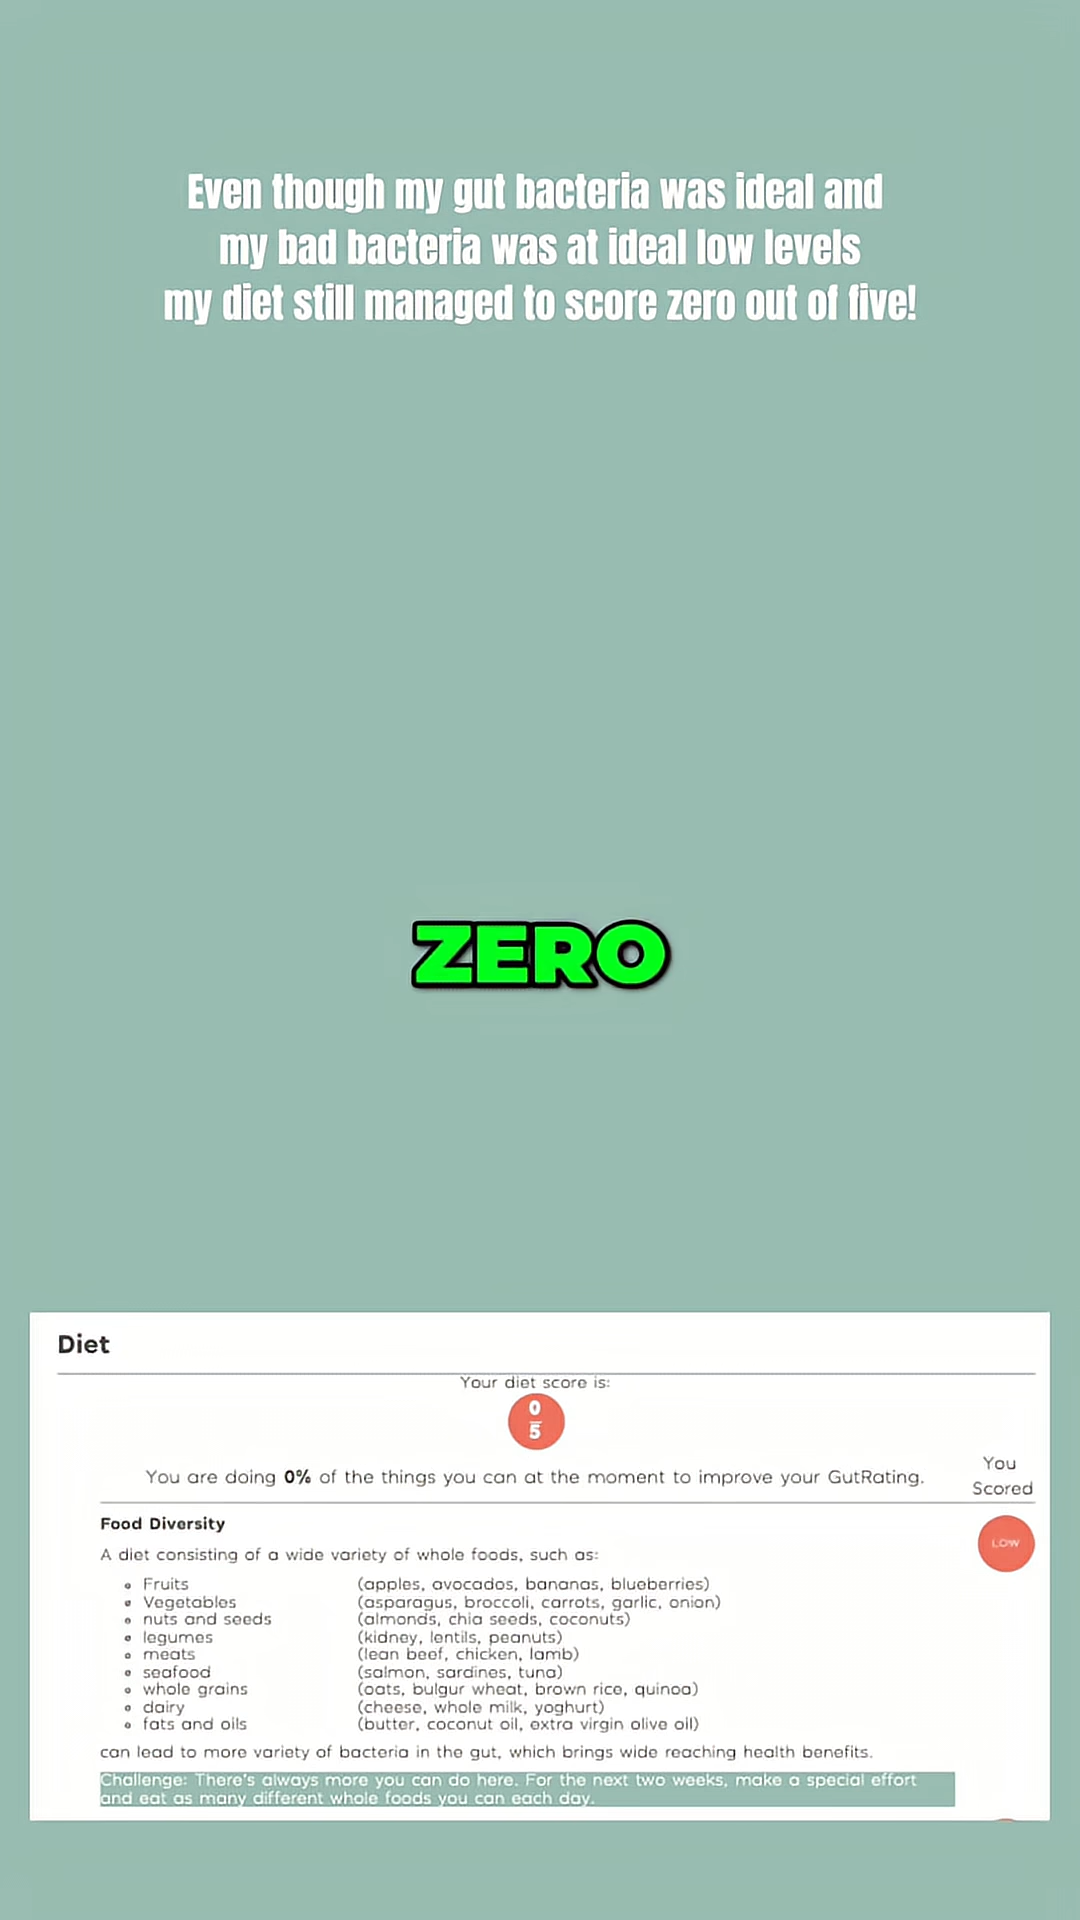 Even though my gut bacteria was ideal and
my bad bacteria was at ideal low levels
my diet still managed to score zero out of five!
ZERO
Diet
Your diet score is:
0
5
You are doing 0% of the things you can at the moment to improve your GutRating.
You
Scored
Food Diversity
LOW
A diet consisting of a wide variety of whole foods, such as:
Fruits (apples, avocados, bananas, blueberries)
Vegetables (asparagus, broccoli, carrots, garlic, onion)
nuts and seeds (almonds, chia seeds, coconuts)
legumes (kidney, lentils, peanuts)
meats (lean beef, chicken, lamb)
seafood (salmon, sardines, tuna)
whole grains (oats, bulgur wheat, brown rice, quinoa)
dairy (cheese, whole milk, yoghurt)
fats and oils (butter, coconut oil, extra virgin olive oil)
can lead to more variety of bacteria in the gut, which brings wide reaching health benefits.
Challenge: There's always more you can do here. For the next two weeks, make a special effort
and eat as many different whole foods you can each day.